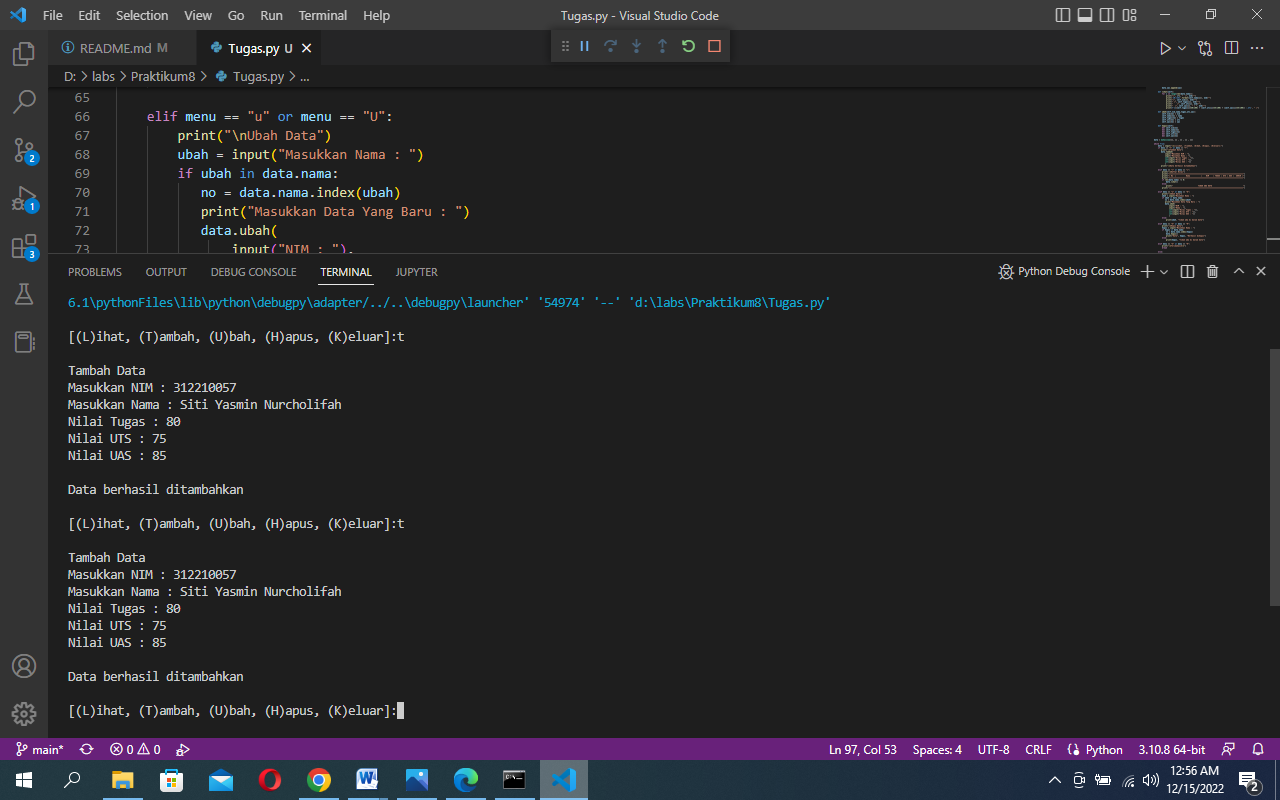 File Edit Selection View Go Run Terminal Help Tugas.py - Visual Studio Code
README.md M Tugas.py U
D: > labs > Praktikum8 > Tugas.py > ...
65
66 elif menu == "u" or menu == "U":
67 print("\nUbah Data")
68 ubah = input("Masukkan Nama : ")
69 if ubah in data.nama:
70 no = data.nama.index(ubah)
71 print("Masukkan Data Yang Baru : ")
72 data.ubah(
73 input("NIM : "),
PROBLEMS OUTPUT DEBUG CONSOLE TERMINAL JUPYTER Python Debug Console
6.1\pythonFiles\lib\python\debugpy\adapter/../..\debugpy\launcher' '54974' '--' 'd:\labs\Praktikum8\Tugas.py'
[(L)ihat, (T)ambah, (U)bah, (H)apus, (K)eluar]:t
Tambah Data
Masukkan NIM : 312210057
Masukkan Nama : Siti Yasmin Nurcholifah
Nilai Tugas : 80
Nilai UTS : 75
Nilai UAS : 85
Data berhasil ditambahkan
[(L)ihat, (T)ambah, (U)bah, (H)apus, (K)eluar]:t
Tambah Data
Masukkan NIM : 312210057
Masukkan Nama : Siti Yasmin Nurcholifah
Nilai Tugas : 80
Nilai UTS : 75
Nilai UAS : 85
Data berhasil ditambahkan
[(L)ihat, (T)ambah, (U)bah, (H)apus, (K)eluar]:
2
1
3
main* 0 0 Ln 97, Col 53 Spaces: 4 UTF-8 CRLF Python 3.10.8 64-bit
12:56 AM
12/15/2022
2